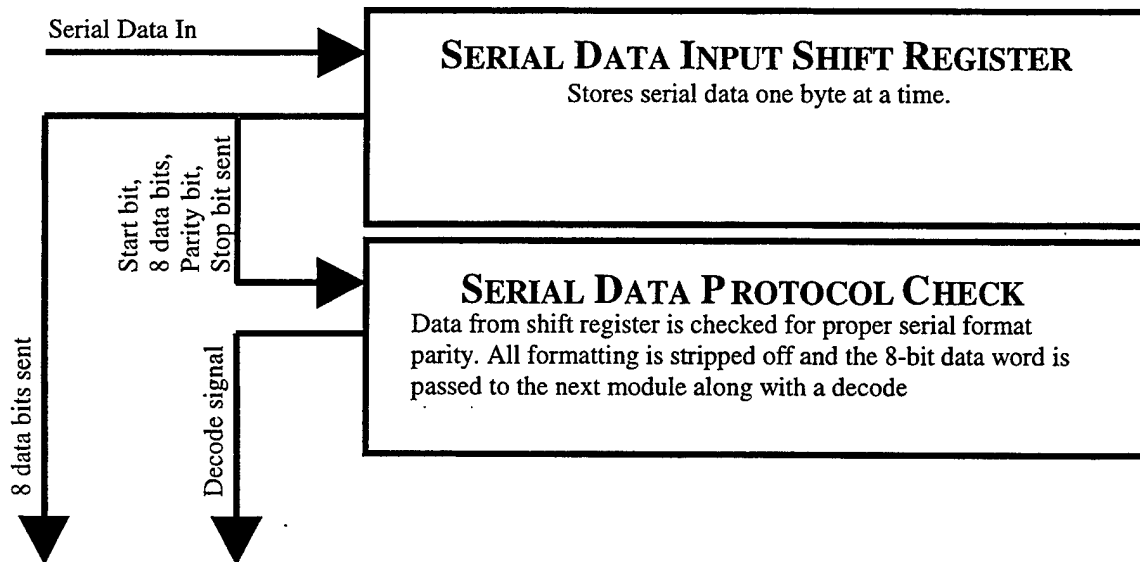 Serial Data In
SERIAL DATA INPUT SHIFT REGISTER
Stores serial data one byte at a time.
Start bit,
8 data bits,
Parity bit,
Stop bit sent
SERIAL DATA PROTOCOL CHECK
Data from shift register is checked for proper serial format
parity. All formatting is stripped off and the 8-bit data word is
passed to the next module along with a decode
8 data bits sent
Decode signal